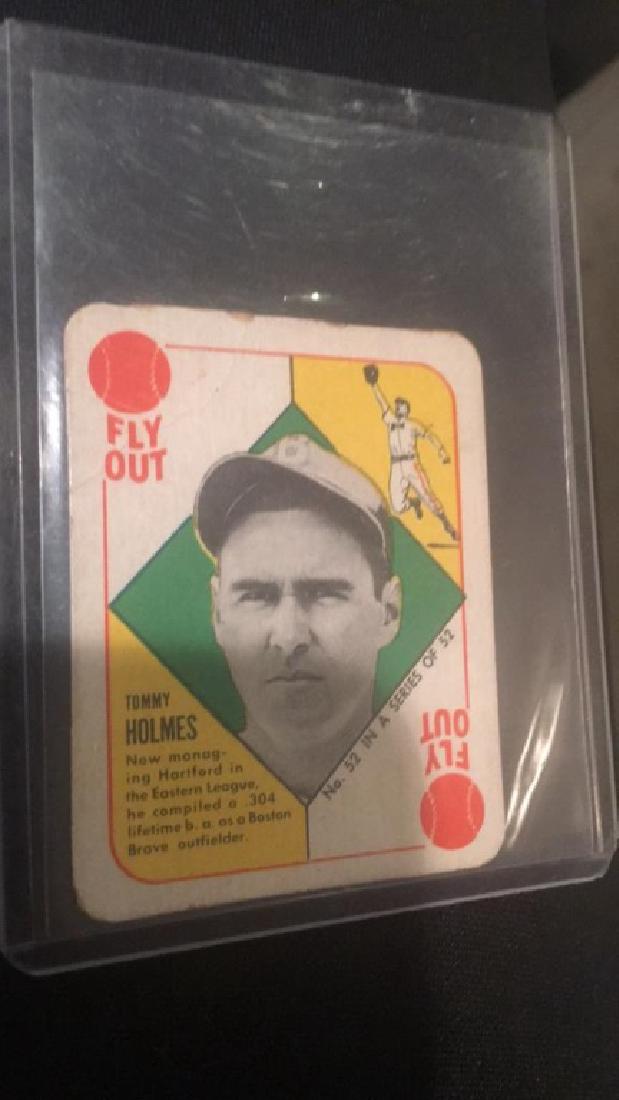 FLY
OUT
TOMMY
HOLMES
Now manag-
ing Hartford in
the Eastern League,
he compiled a .304
lifetime b. a. as a Boston
Brave outfielder.
No. 52 IN A SERIES OF 52
FLY
OUT